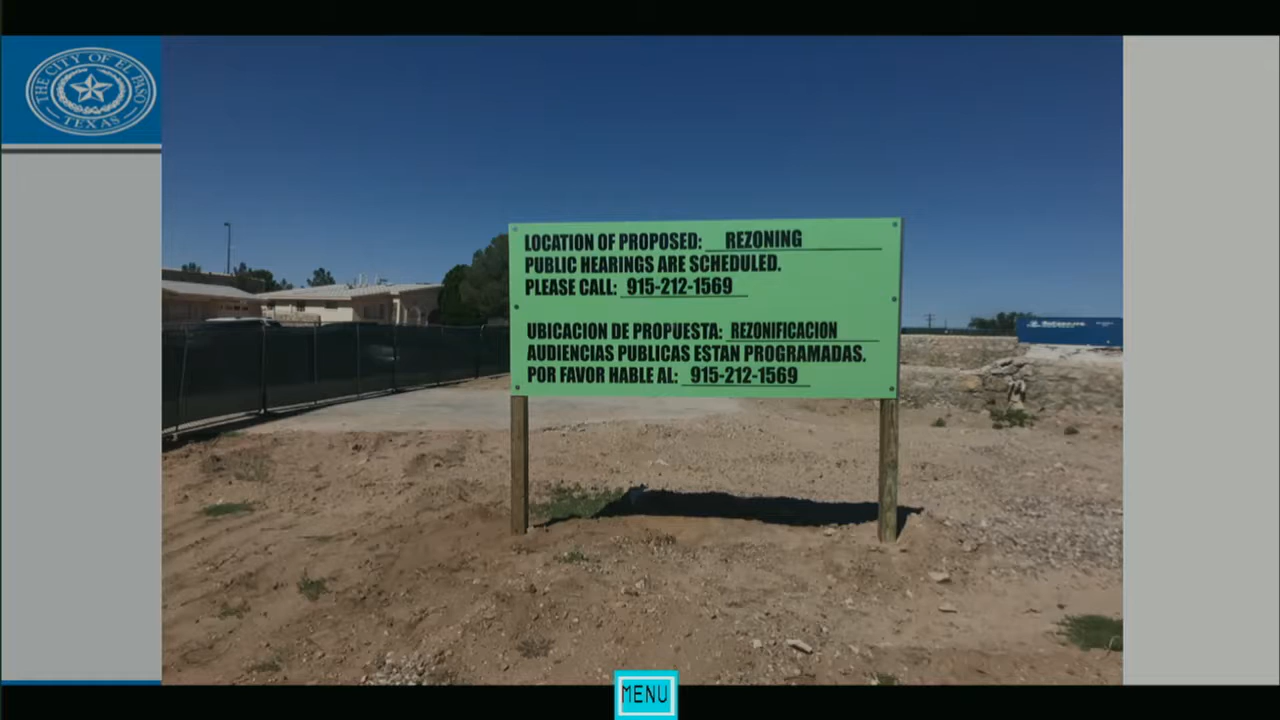 THE CITY OF EL PASO
TEXAS
LOCATION OF PROPOSED: REZONING
PUBLIC HEARINGS ARE SCHEDULED.
PLEASE CALL: 915-212-1569
UBICACION DE PROPUESTA: REZONIFICACION
AUDIENCIAS PUBLICAS ESTAN PROGRAMADAS.
POR FAVOR HABLE AL: 915-212-1569
MENU